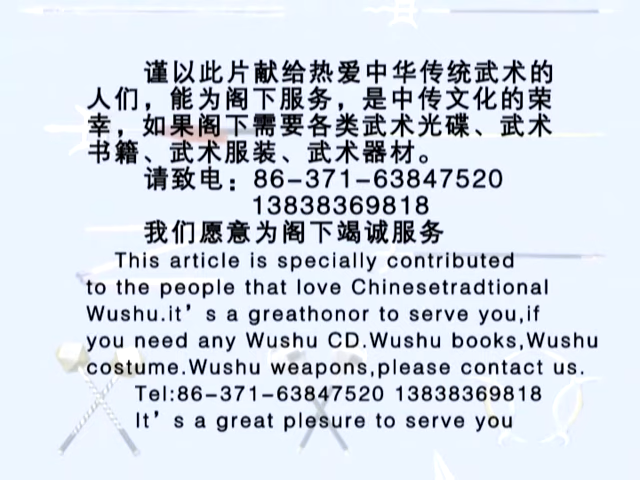 谨以此片献给热爱中华传统武术的
人们，能为阁下服务，是中传文化的荣
幸，如果阁下需要各类武术光碟、武术
书籍、武术服装、武术器材。
请致电：86-371-63847520
13838369818
我们愿意为阁下竭诚服务
This article is specially contributed
to the people that love Chinesetradtional
Wushu.it's a greathonor to serve you,if
you need any Wushu CD.Wushu books,Wushu
costume.Wushu weapons,please contact us.
Tel:86-371-63847520 13838369818
It's a great plesure to serve you